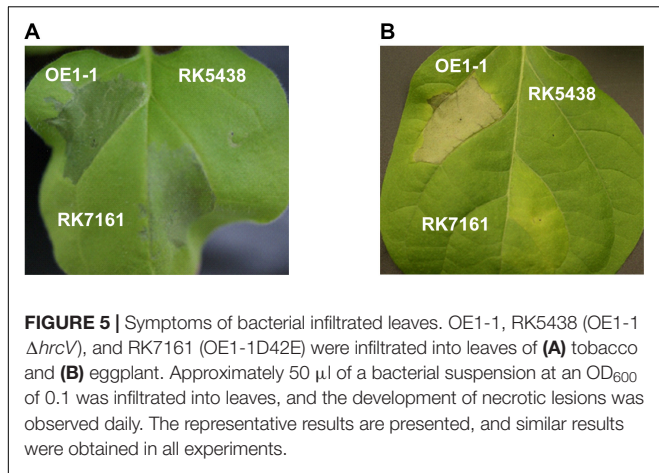 A
B
OE1-1
RK5438
RK7161
OE1-1
RK5438
RK7161
FIGURE 5 | Symptoms of bacterial infiltrated leaves. OE1-1, RK5438 (OE1-1
ΔhrcV), and RK7161 (OE1-1D42E) were infiltrated into leaves of (A) tobacco
and (B) eggplant. Approximately 50 μl of a bacterial suspension at an OD600
of 0.1 was infiltrated into leaves, and the development of necrotic lesions was
observed daily. The representative results are presented, and similar results
were obtained in all experiments.